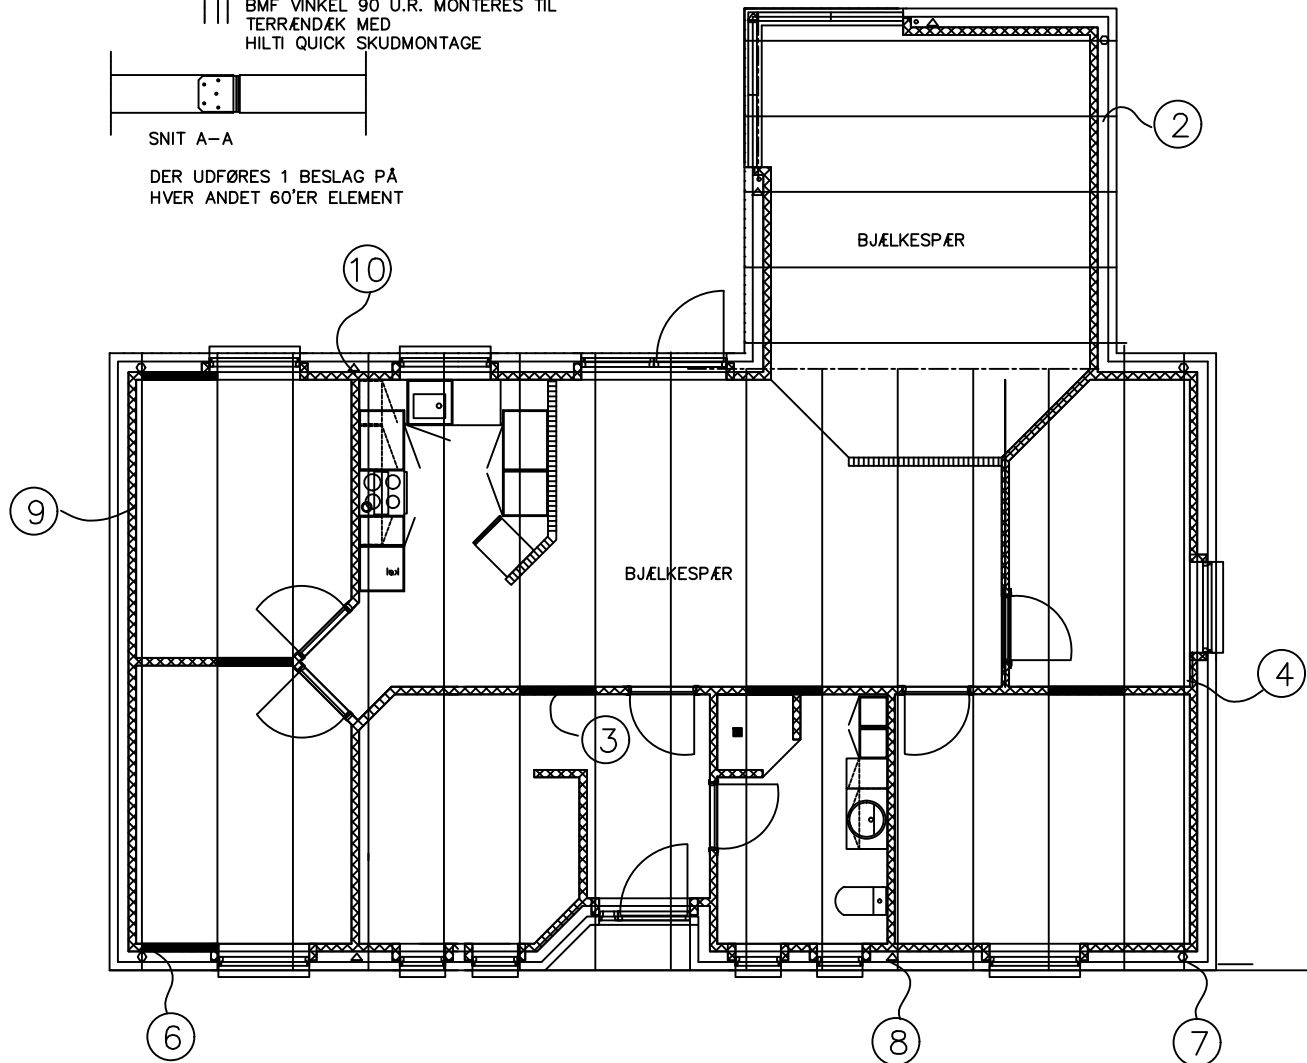 BMF VINKEL 90 U.R. MONTERES TIL
TERRÆNDÆK MED
HILTI QUICK SKUDMONTAGE
SNIT A-A
DER UDFØRES 1 BESLAG PÅ
HVER ANDET 60'ER ELEMENT
2
BJÆLKESPÆR
10
9
BJÆLKESPÆR
4
3
6
8
7